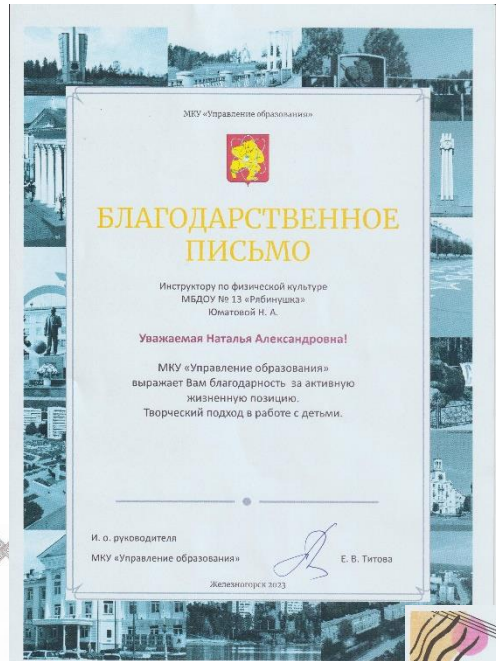 МКУ «Управление образования»
БЛАГОДАРСТВЕННОЕ
ПИСЬМО
Инструктору по физической культуре
МБДОУ № 13 «Рябинушка»
Юматовой Н. А.
Уважаемая Наталья Александровна!
МКУ «Управление образования»
выражает Вам благодарность за активную
жизненную позицию.
Творческий подход в работе с детьми.
И. о. руководителя
МКУ «Управление образования» Е. В. Титова
Железногорск 2023